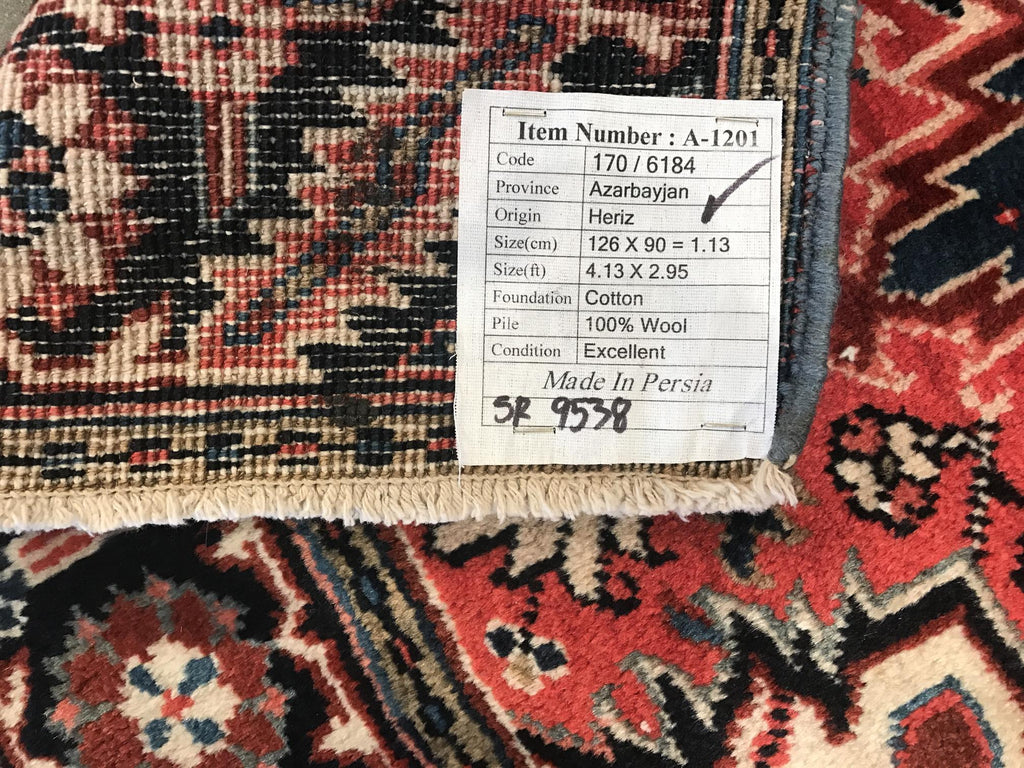 Item Number : A-1201
Code 170 / 6184
Province Azarbayjan
Origin Heriz
Size(cm) 126 X 90 = 1.13
Size(ft) 4.13 X 2.95
Foundation Cotton
Pile 100% Wool
Condition Excellent
Made In Persia
SR 9538